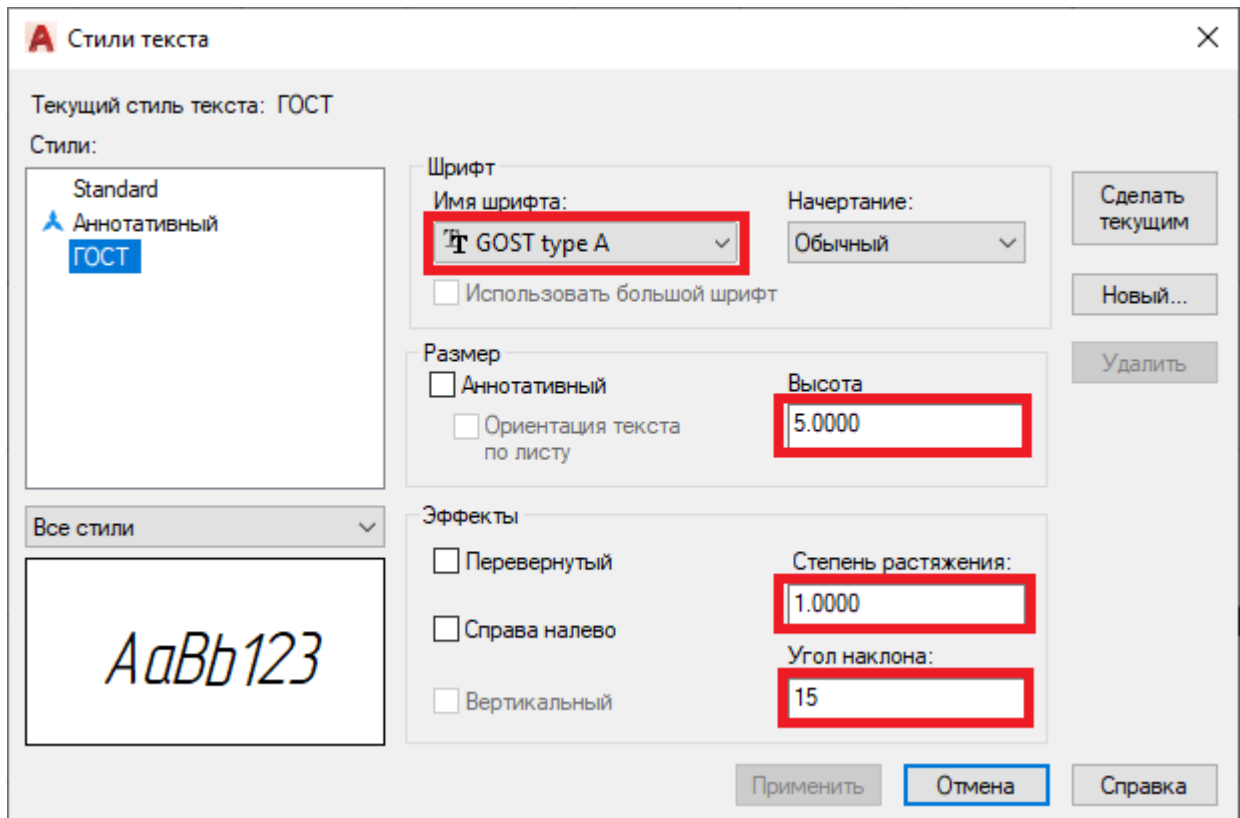 Стили текста
Текущий стиль текста: ГОСТ
Стили:
Standard
Аннотативный
ГОСТ
Все стили
AaBb123
Шрифт
Имя шрифта:
GOST type A
Начертание:
Обычный
Использовать большой шрифт
Размер
Аннотативный
Ориентация текста
по листу
Высота
5.0000
Эффекты
Перевернутый
Справа налево
Вертикальный
Степень растяжения:
1.0000
Угол наклона:
15
Сделать
текущим
Новый...
Удалить
Применить
Отмена
Справка